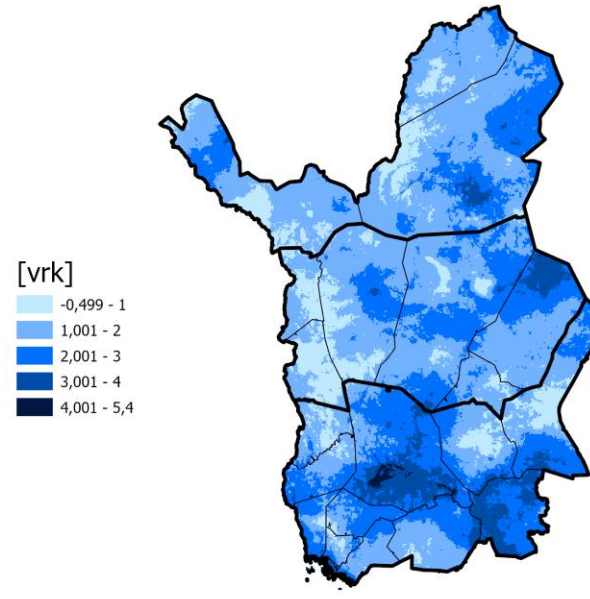 [vrk]
-0,499 - 1
1,001 - 2
2,001 - 3
3,001 - 4
4,001 - 5,4